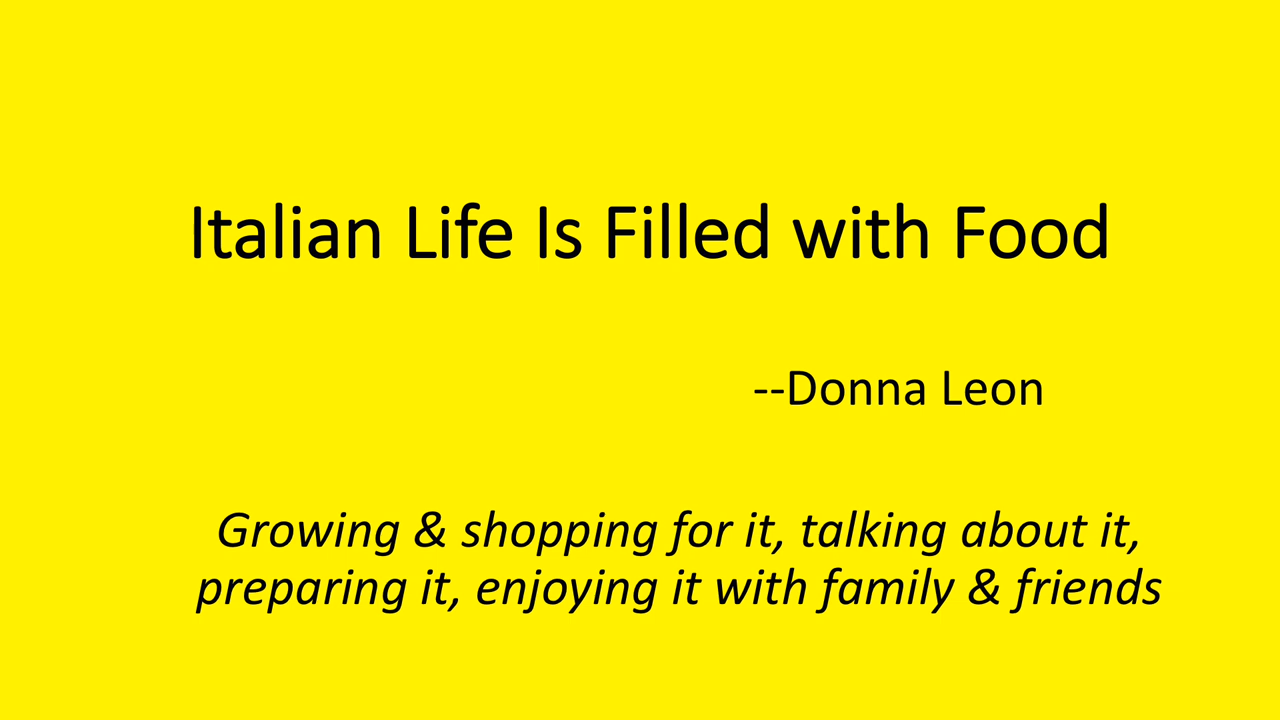 Italian Life Is Filled with Food
--Donna Leon
Growing & shopping for it, talking about it,
preparing it, enjoying it with family & friends